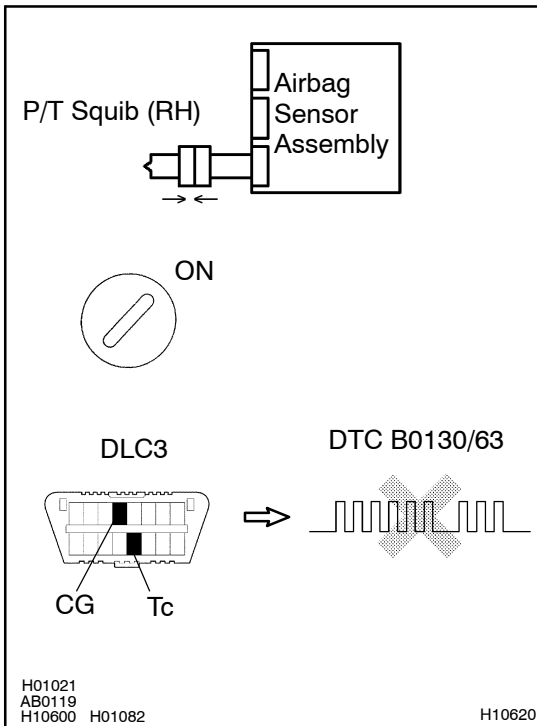 P/T Squib (RH)
Airbag
Sensor
Assembly
ON
DLC3
DTC B0130/63
CG
Tc
H01021
AB0119
H10600 H01082
H10620